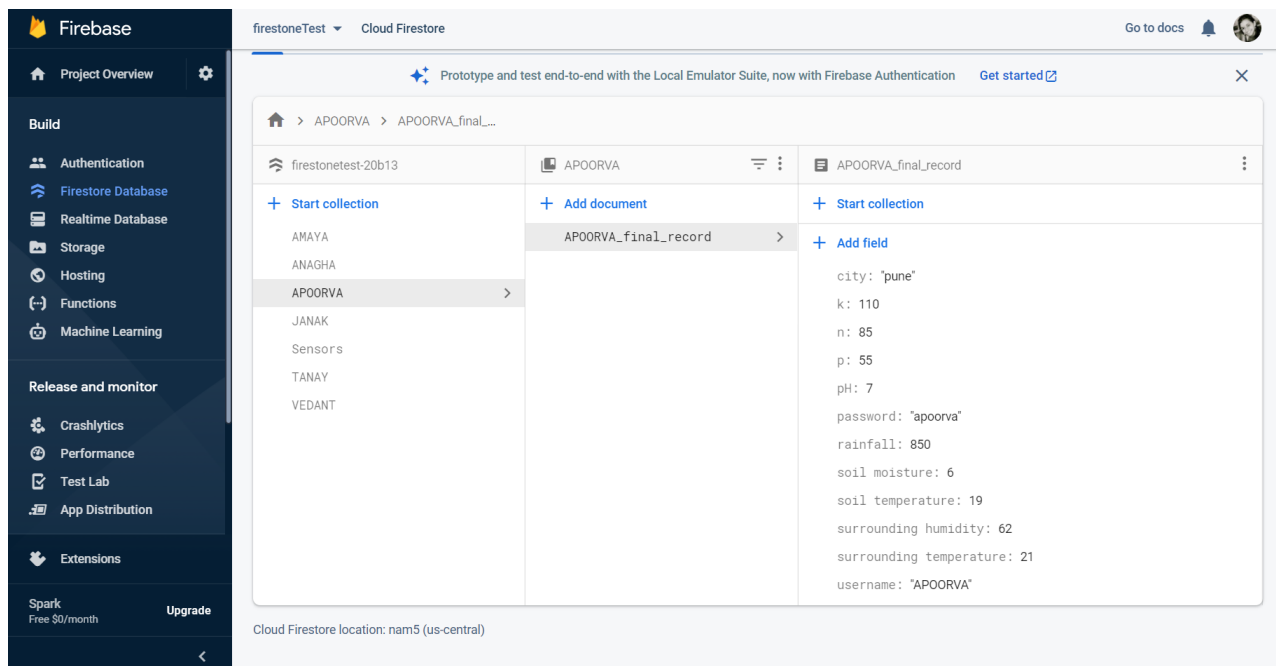 Firebase
firestoneTest
Cloud Firestore
Go to docs
Project Overview
Prototype and test end-to-end with the Local Emulator Suite, now with Firebase Authentication
Get started
Build
Authentication
Firestore Database
Realtime Database
Storage
Hosting
Functions
Machine Learning
Release and monitor
Crashlytics
Performance
Test Lab
App Distribution
Extensions
Spark
Free $0/month
Upgrade
> APOORVA > APOORVA_final_...
firestonetest-20b13
Start collection
AMAYA
ANAGHA
APOORVA
JANAK
Sensors
TANAY
VEDANT
APOORVA
Add document
APOORVA_final_record
APOORVA_final_record
Start collection
Add field
city: "pune"
k: 110
n: 85
p: 55
pH: 7
password: "apoorva"
rainfall: 850
soil moisture: 6
soil temperature: 19
surrounding humidity: 62
surrounding temperature: 21
username: "APOORVA"
Cloud Firestore location: nam5 (us-central)